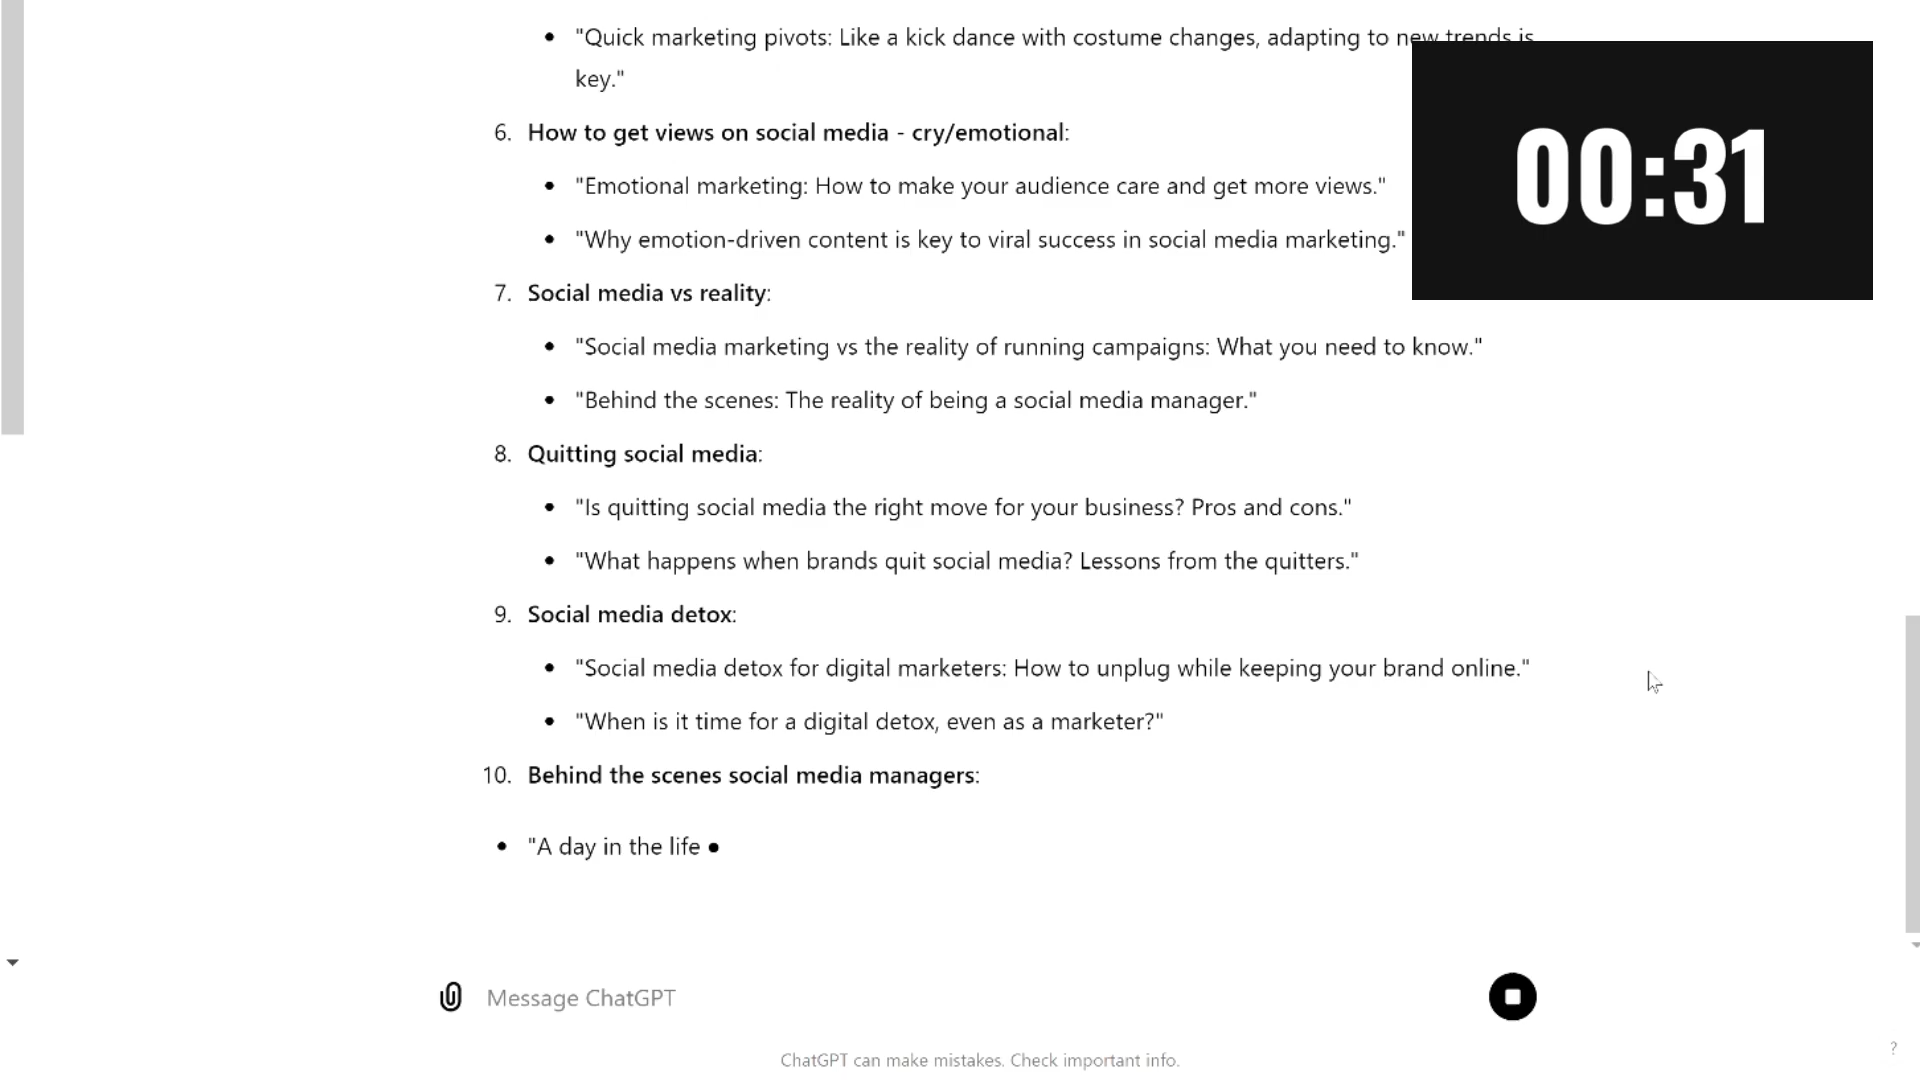 "Quick marketing pivots: Like a kick dance with costume changes, adapting to new trends is
key."
6. How to get views on social media - cry/emotional:
"Emotional marketing: How to make your audience care and get more views."
"Why emotion-driven content is key to viral success in social media marketing."
00:31
7. Social media vs reality:
"Social media marketing vs the reality of running campaigns: What you need to know."
"Behind the scenes: The reality of being a social media manager."
8. Quitting social media:
"Is quitting social media the right move for your business? Pros and cons."
"What happens when brands quit social media? Lessons from the quitters."
9. Social media detox:
"Social media detox for digital marketers: How to unplug while keeping your brand online."
"When is it time for a digital detox, even as a marketer?"
10. Behind the scenes social media managers:
"A day in the life
Message ChatGPT
ChatGPT can make mistakes. Check important info.
?